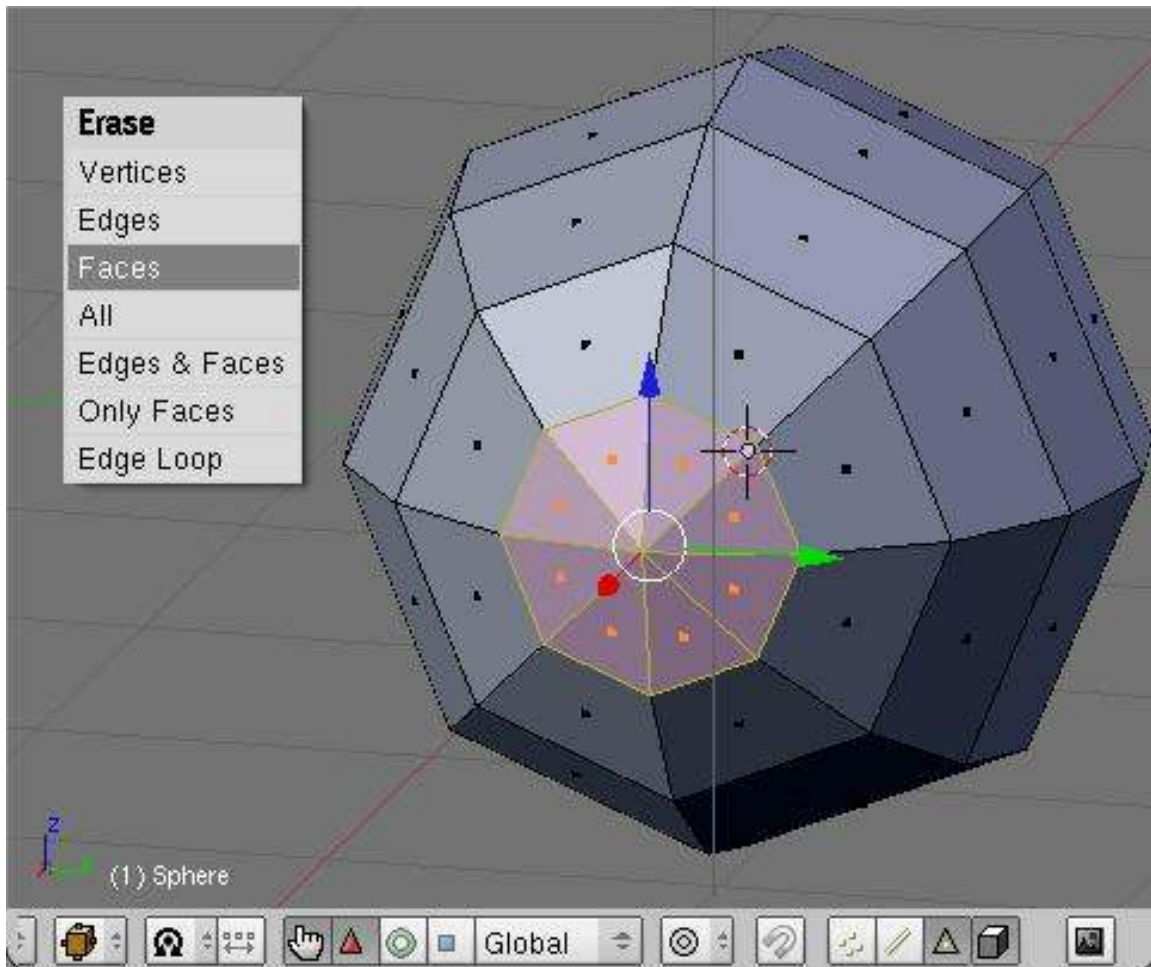 Erase
Vertices
Edges
Faces
All
Edges & Faces
Only Faces
Edge Loop
z
(1) Sphere
Global